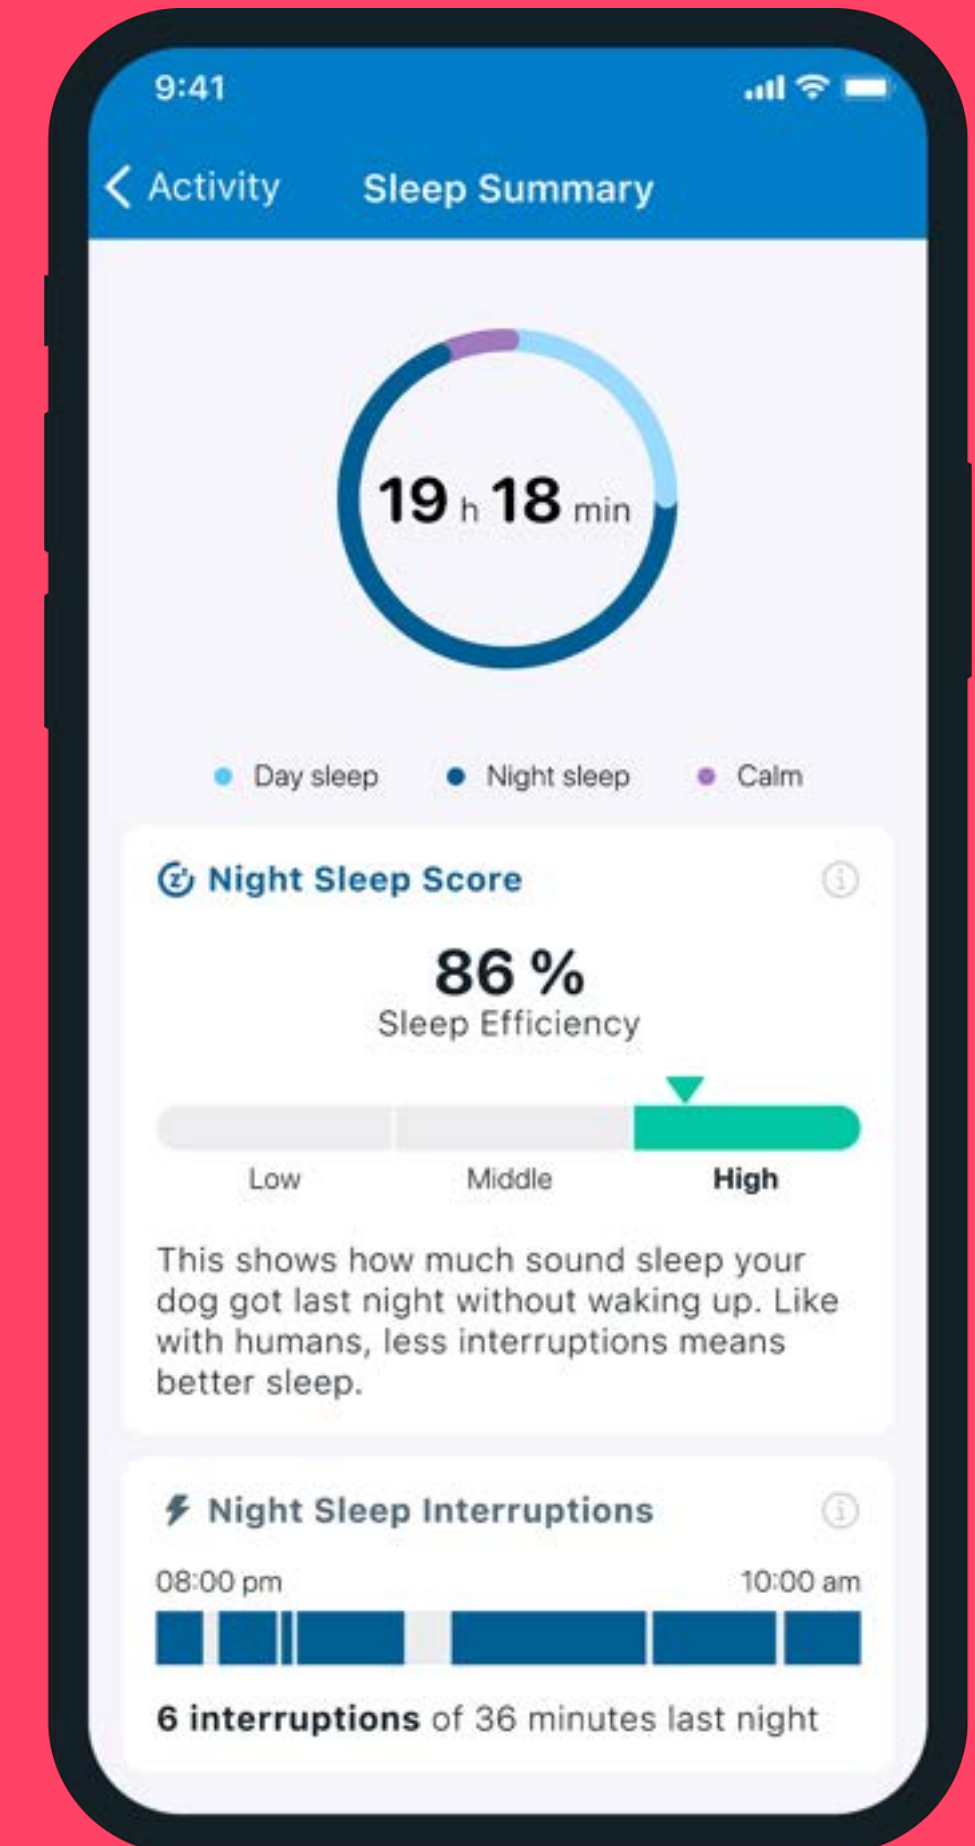 9:41
Activity Sleep Summary
19 h 18 min
Day sleep Night sleep Calm
Night Sleep Score
86 %
Sleep Efficiency
Low Middle High
This shows how much sound sleep your
dog got last night without waking up. Like
with humans, less interruptions means
better sleep.
Night Sleep Interruptions
08:00 pm 10:00 am
6 interruptions of 36 minutes last night